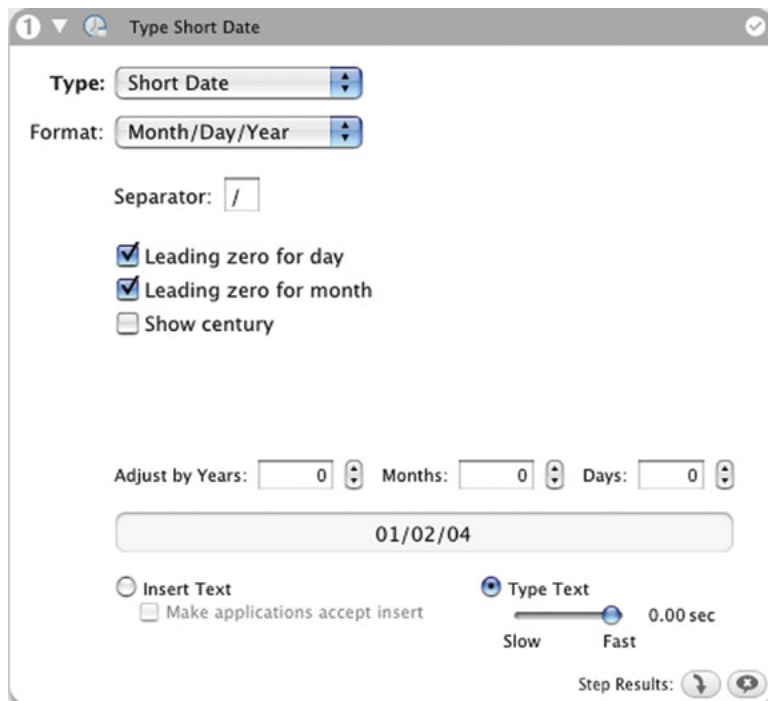 1 Type Short Date
Type: Short Date
Format: Month/Day/Year
Separator: /
Leading zero for day
Leading zero for month
Show century
Adjust by Years: 0 Months: 0 Days: 0
01/02/04
Insert Text Type Text
Make applications accept insert 0.00 sec
Slow Fast
Step Results: